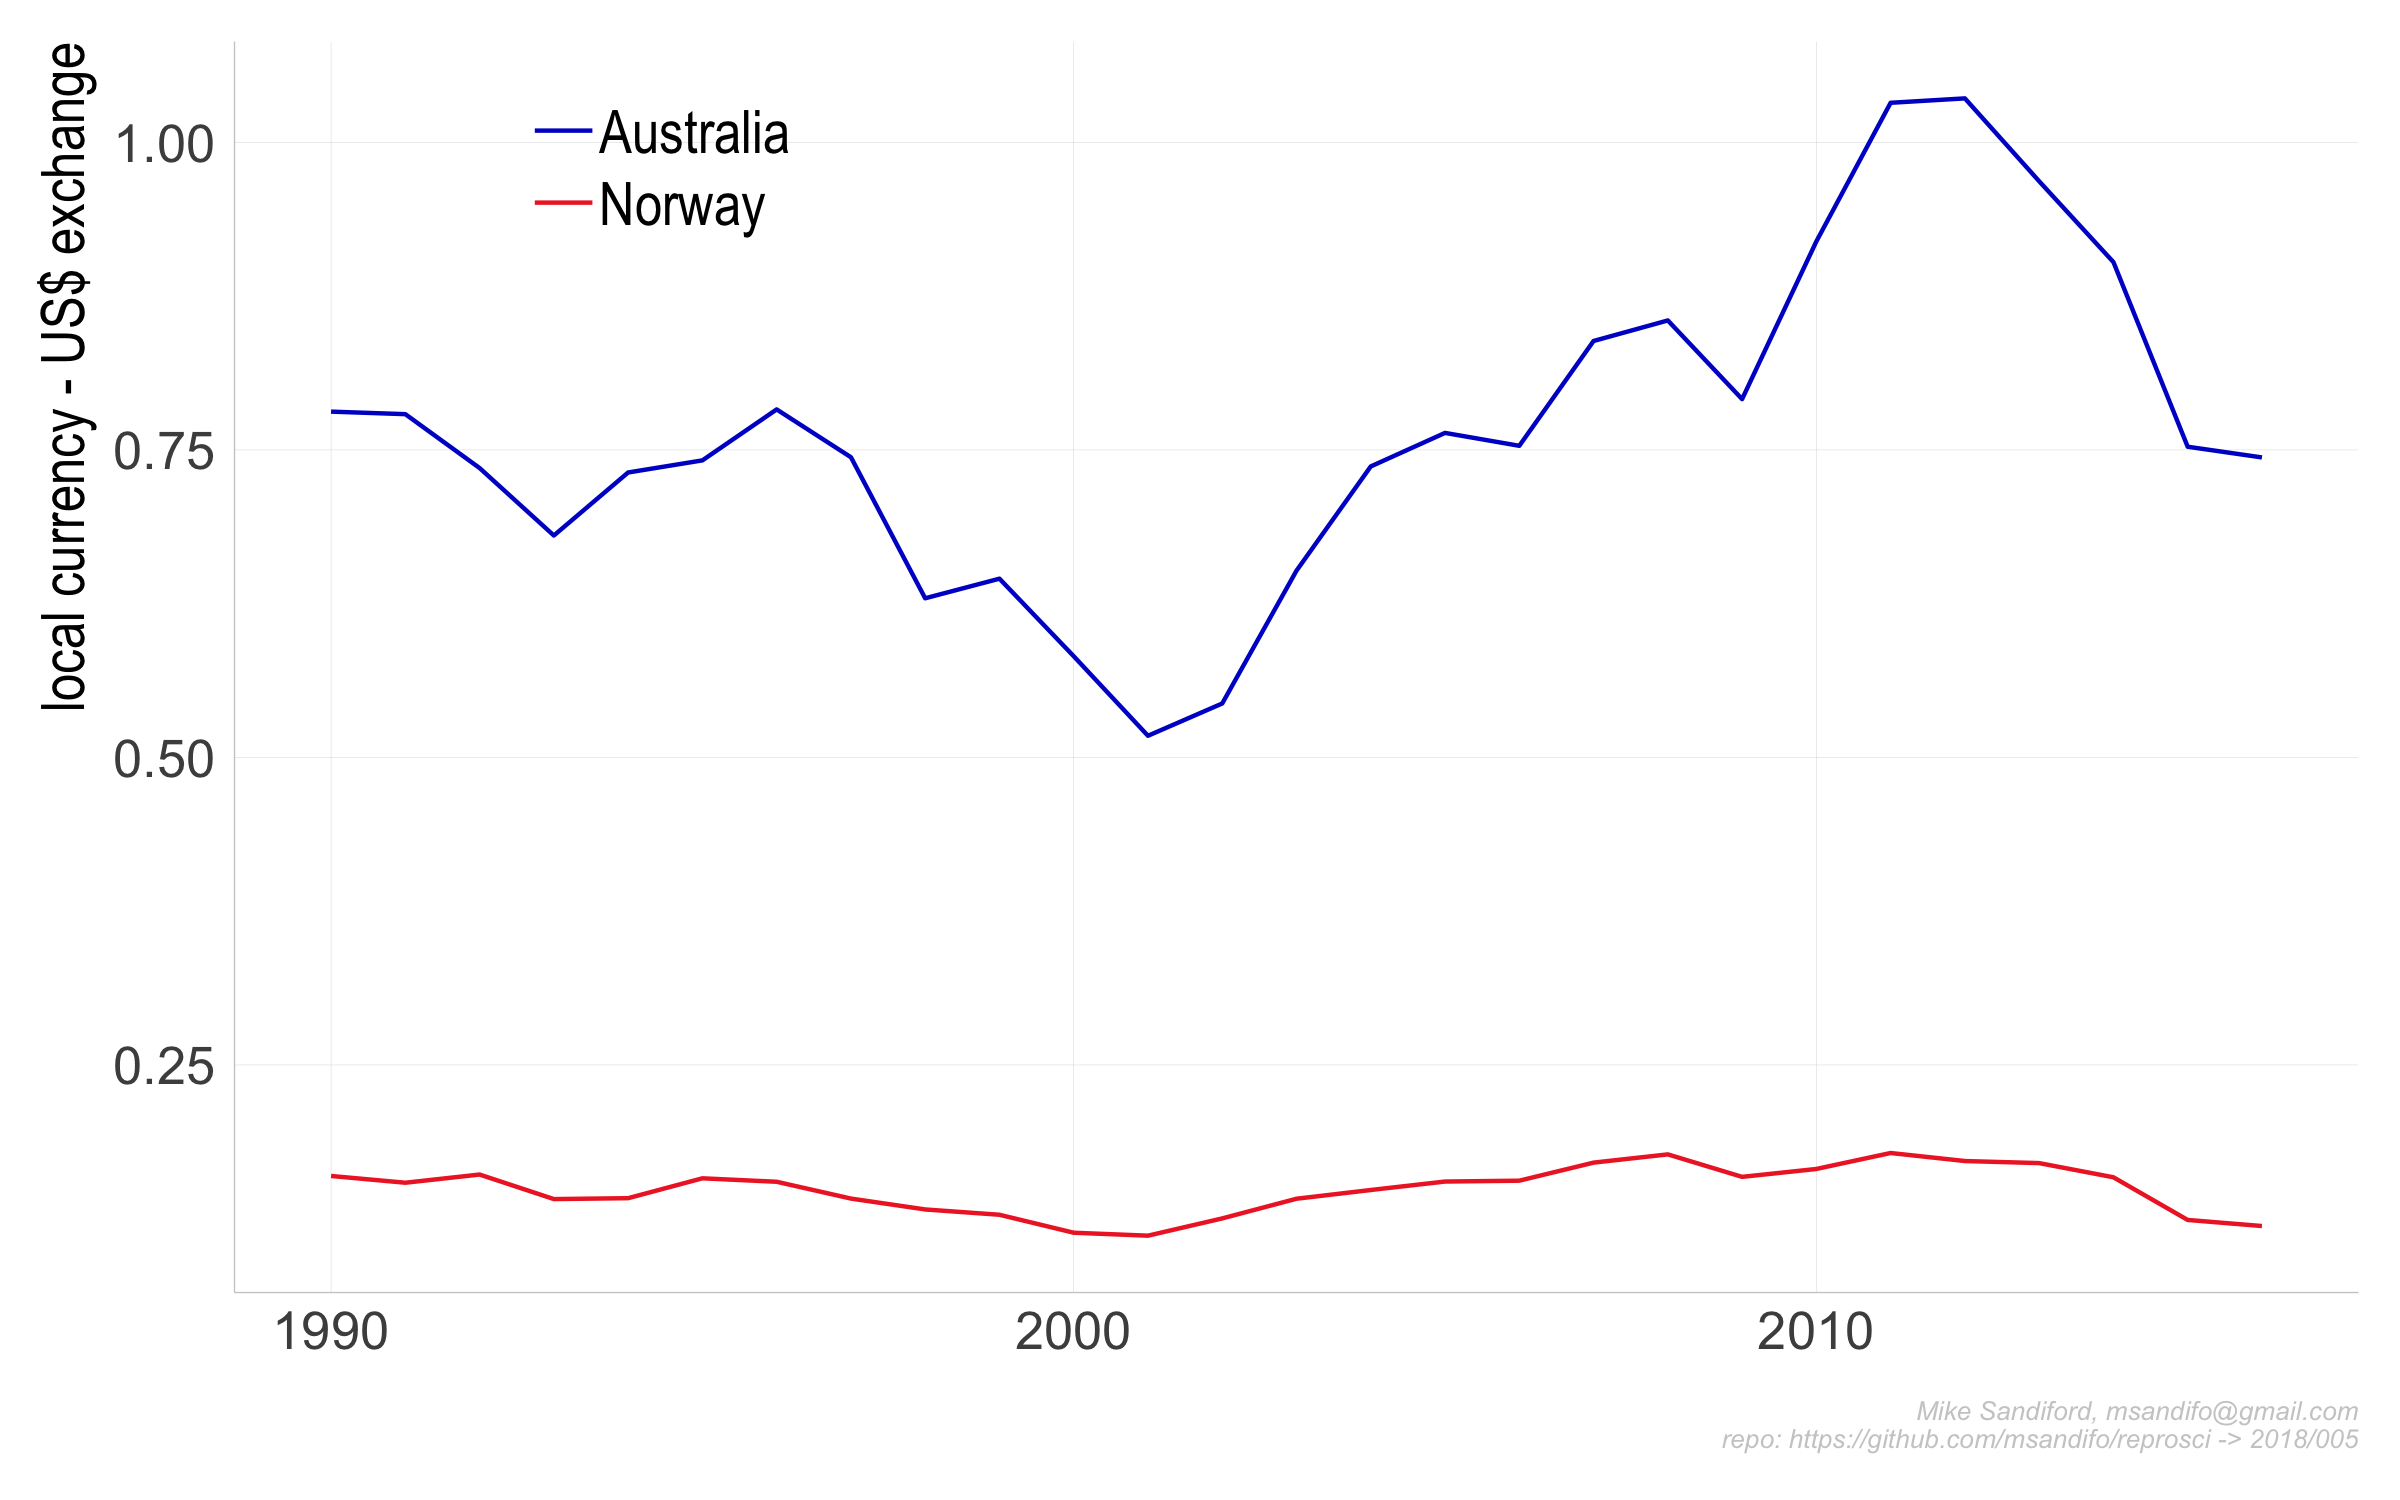 local currency - US$ exchange
1.00
0.75
0.50
0.25
Australia
Norway
1990
2000
2010
Mike Sandiford, msandifo@gmail.com
repo: https://github.com/msandifo/reprosci -> 2018/005